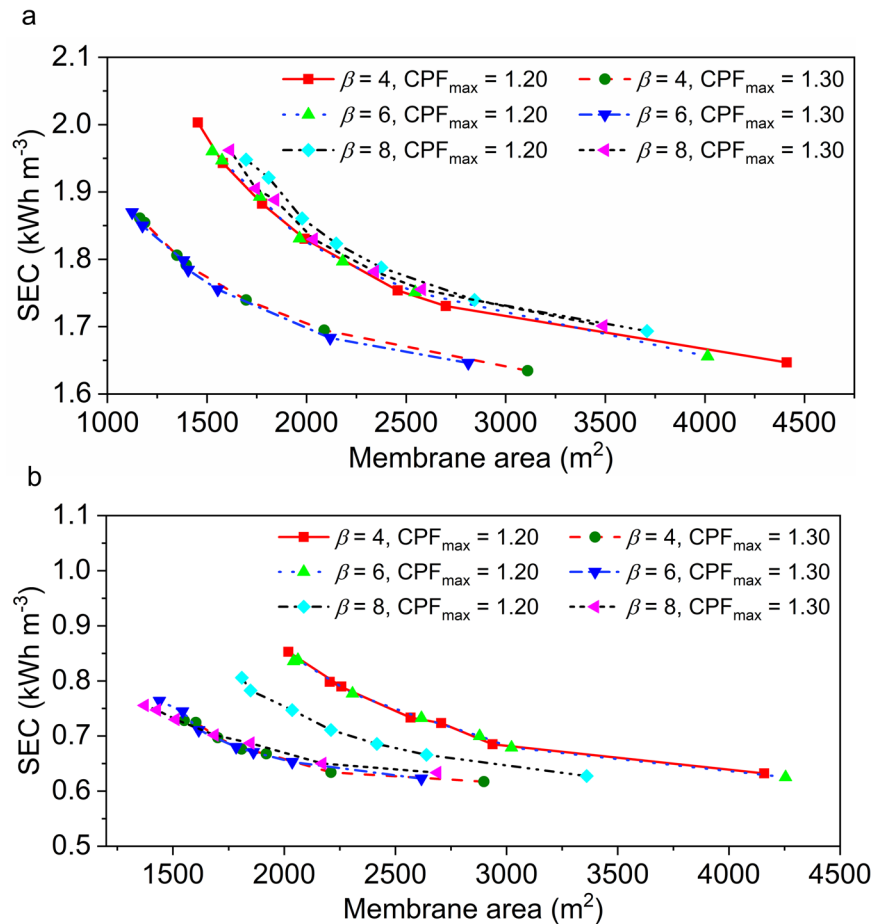 a
2.1
2.0
1.9
1.8
1.7
1.6
SEC (kWh m⁻³)
β = 4, CPFmax = 1.20
β = 4, CPFmax = 1.30
β = 6, CPFmax = 1.20
β = 6, CPFmax = 1.30
β = 8, CPFmax = 1.20
β = 8, CPFmax = 1.30
1000 1500 2000 2500 3000 3500 4000 4500
Membrane area (m²)
b
1.1
1.0
0.9
0.8
0.7
0.6
0.5
SEC (kWh m⁻³)
β = 4, CPFmax = 1.20
β = 4, CPFmax = 1.30
β = 6, CPFmax = 1.20
β = 6, CPFmax = 1.30
β = 8, CPFmax = 1.20
β = 8, CPFmax = 1.30
1500 2000 2500 3000 3500 4000 4500
Membrane area (m²)